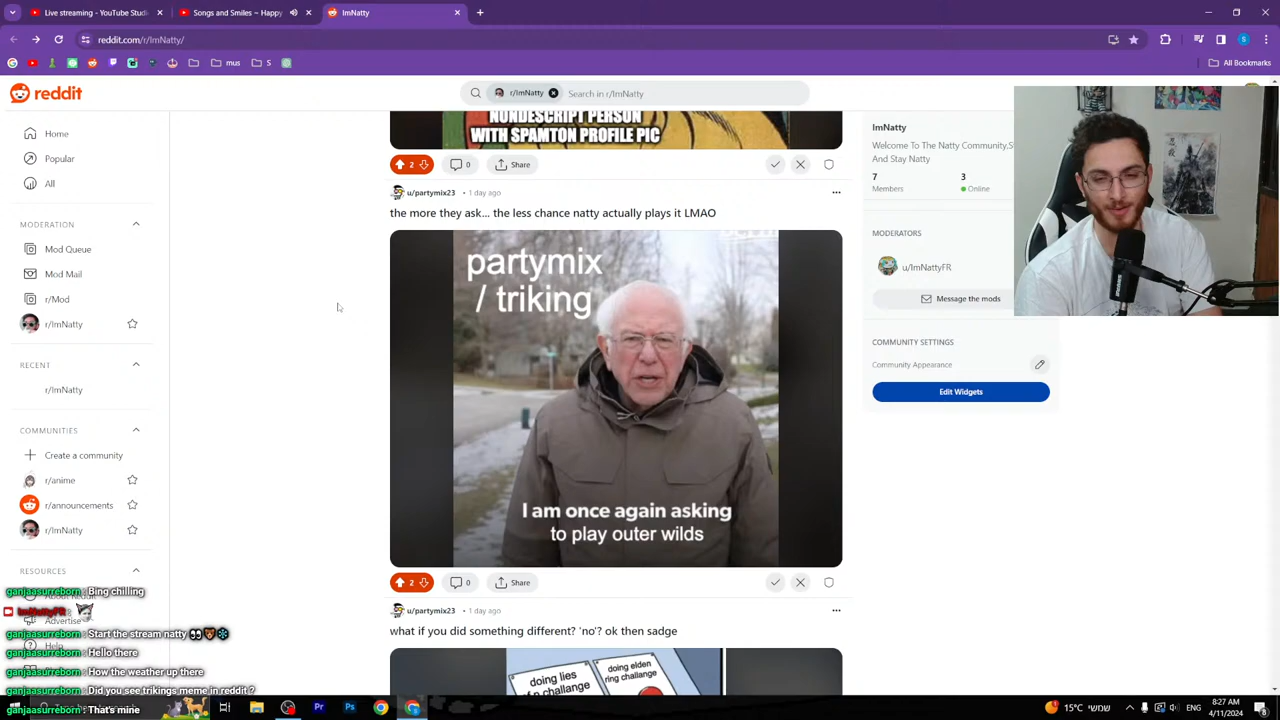 Live streaming - YouTube Studio
Songs and Smiles – Happy
ImNatty
reddit.com/r/ImNatty/
mus
S
All Bookmarks
reddit
r/ImNatty
Search in r/ImNatty
Home
Popular
All
MODERATION
Mod Queue
Mod Mail
r/Mod
r/ImNatty
RECENT
r/ImNatty
COMMUNITIES
Create a community
r/anime
r/announcements
r/ImNatty
RESOURCES
About Reddit
Advertise
Help
NONDESCRIPT PERSON
WITH SPAMTON PROFILE PIC
2
0
Share
u/partymix23 • 1 day ago
the more they ask... the less chance natty actually plays it LMAO
partymix
/ triking
I am once again asking
to play outer wilds
2
0
Share
u/partymix23 • 1 day ago
what if you did something different? 'no'? ok then sadge
doing lies
challange
doing elden
ring challange
ImNatty
Welcome To The Natty Community,S
And Stay Natty
7
Members
3
Online
MODERATORS
u/ImNattyFR
Message the mods
COMMUNITY SETTINGS
Community Appearance
Edit Widgets
ganjaasurreborn : Bing chilling
ImNattyFR :
ganjaasurreborn : Start the stream natty
ganjaasurreborn : Hello there
ganjaasurreborn : How the weather up there
ganjaasurreborn : Did you see trikings meme in reddit ?
ganjaasurreborn : That's mine
15°C שמשי
ENG
8:27 AM
4/11/2024